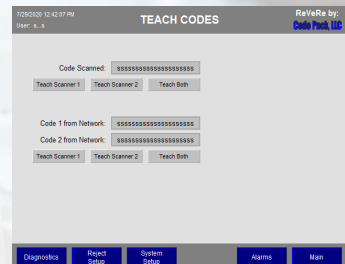 7/29/2020 12:42:07 PM
User: s...s
TEACH CODES
ReVeRe by:
Code Pack, LLC
Code Scanned: ssssssssssssssssssss
Teach Scanner 1 Teach Scanner 2 Teach Both
Code 1 from Network: ssssssssssssssssssss
Code 2 from Network: ssssssssssssssssssss
Teach Scanner 1 Teach Scanner 2 Teach Both
Diagnostics Reject Setup System Setup Alarms Main